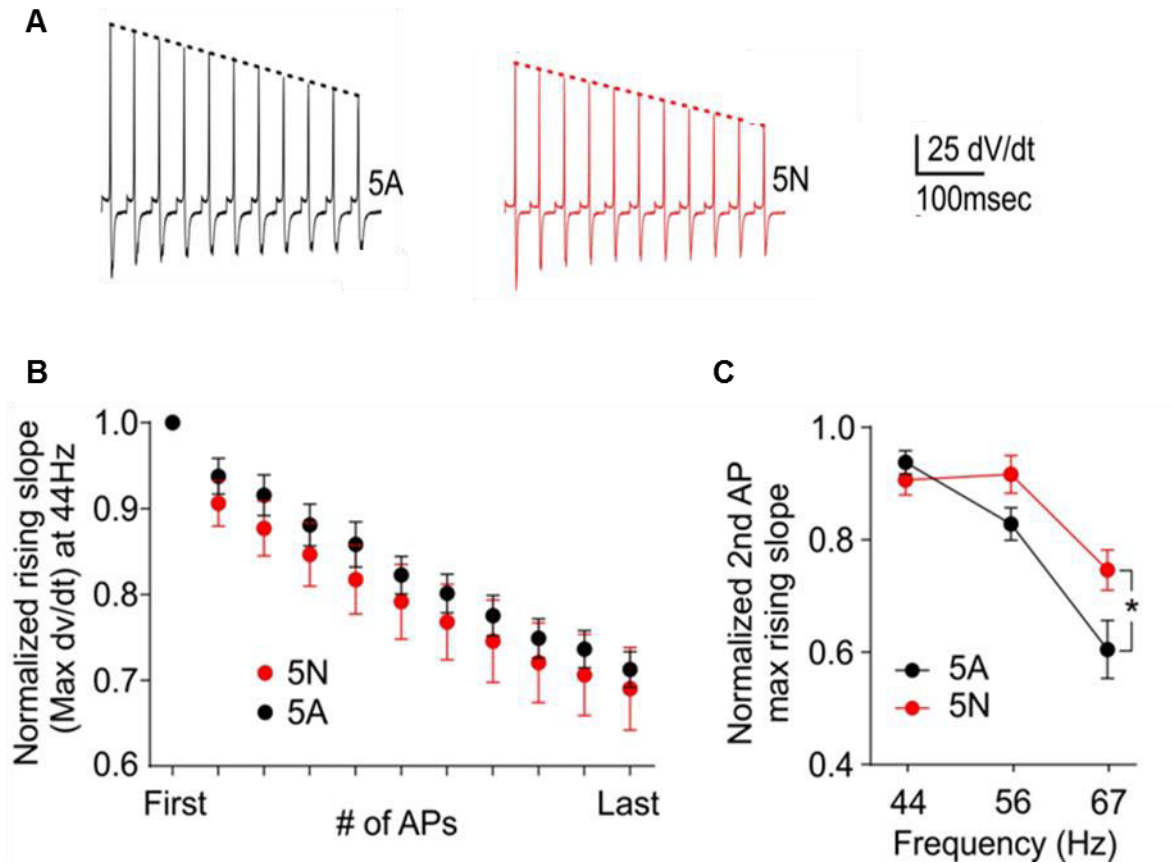 A
5A
5N
25 dV/dt
100msec
B
Normalized rising slope
(Max dv/dt) at 44Hz
1.0
0.9
0.8
0.7
0.6
5N
5A
First
Last
# of APs
C
Normalized 2nd AP
max rising slope
1.0
0.8
0.6
0.4
*
5A
5N
44 56 67
Frequency (Hz)